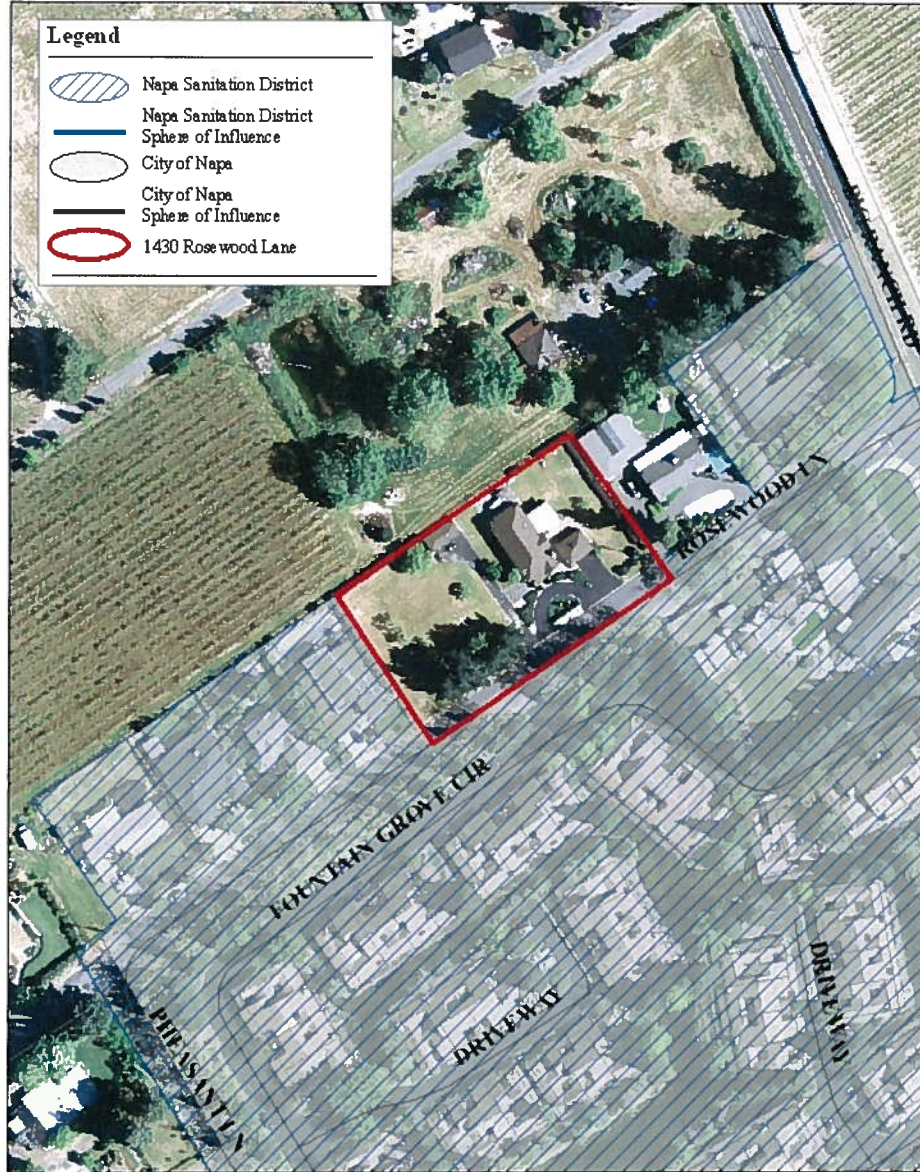 Legend
Napa Sanitation District
Napa Sanitation District
Sphere of Influence
City of Napa
City of Napa
Sphere of Influence
1430 Rosewood Lane
ROSEWOOD LN
FOUNTAIN GROVE CIR
DRIVEWAY
DRIVEWAY
PHEASANT LN